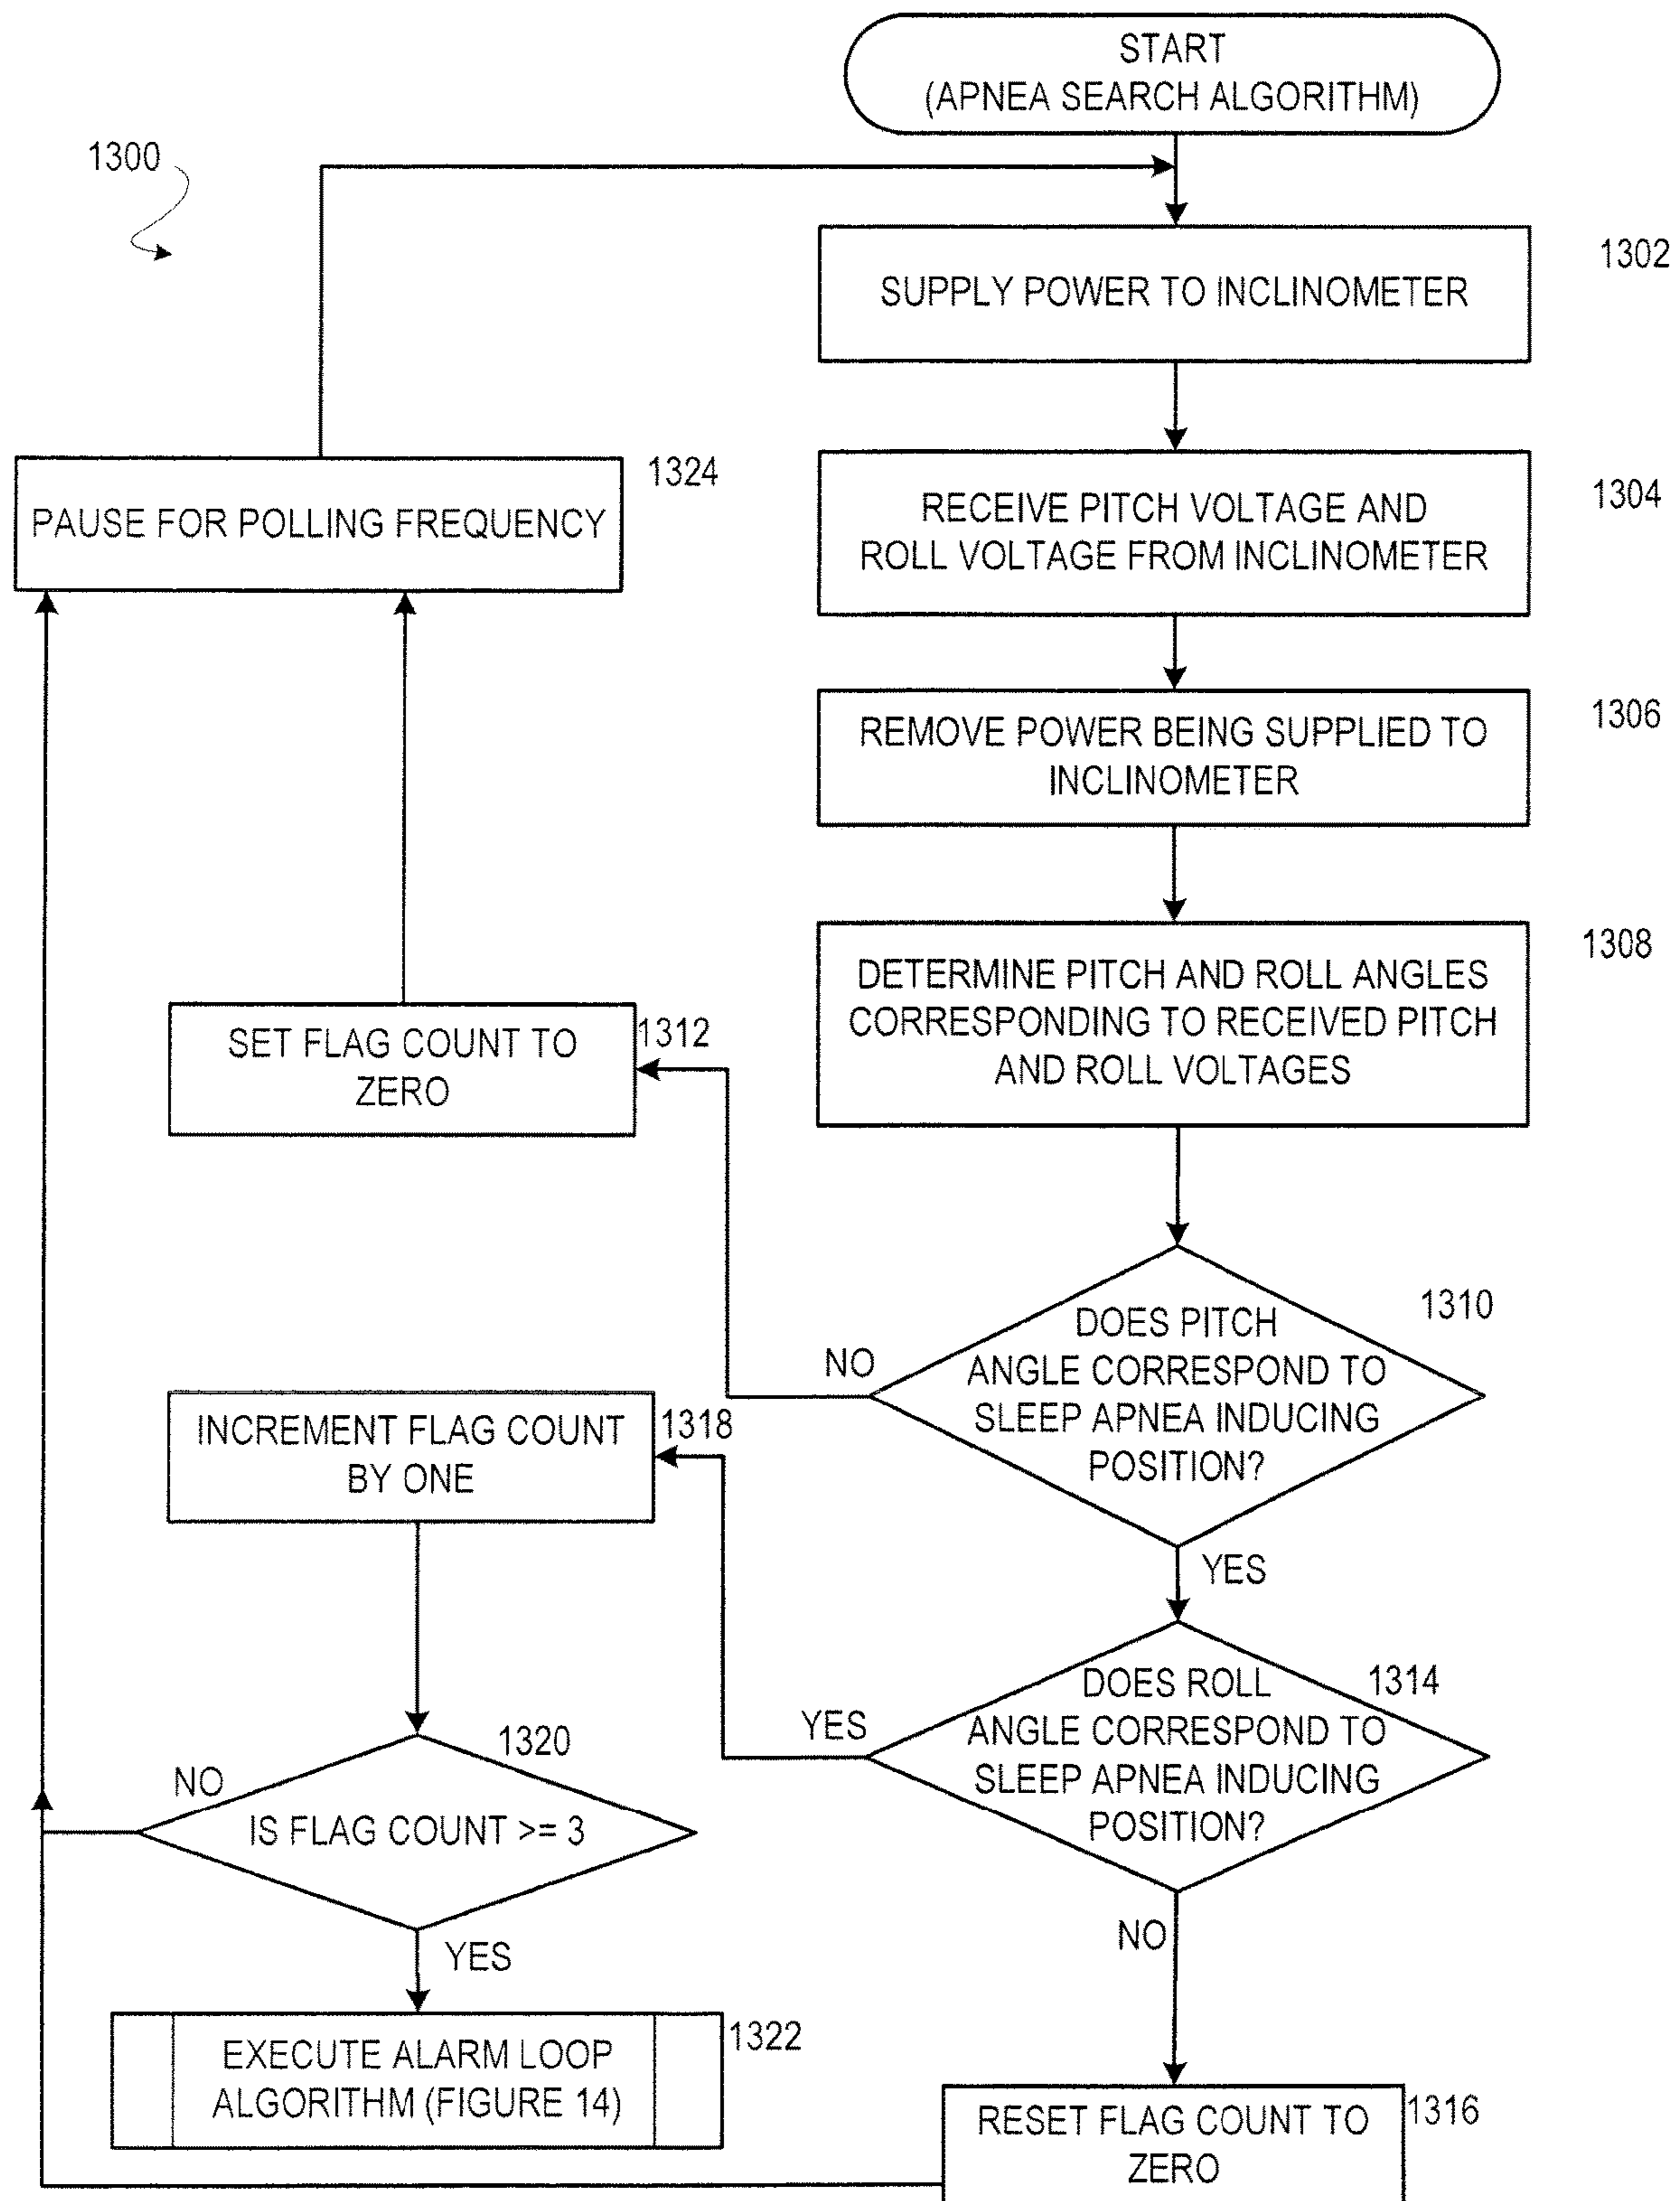 START
(APNEA SEARCH ALGORITHM)
1300
1302
SUPPLY POWER TO INCLINOMETER
1324
PAUSE FOR POLLING FREQUENCY
1304
RECEIVE PITCH VOLTAGE AND
ROLL VOLTAGE FROM INCLINOMETER
1306
REMOVE POWER BEING SUPPLIED TO
INCLINOMETER
1308
DETERMINE PITCH AND ROLL ANGLES
CORRESPONDING TO RECEIVED PITCH
AND ROLL VOLTAGES
1312
SET FLAG COUNT TO
ZERO
1310
DOES PITCH
ANGLE CORRESPOND TO
SLEEP APNEA INDUCING
POSITION?
NO
YES
1318
INCREMENT FLAG COUNT
BY ONE
1314
DOES ROLL
ANGLE CORRESPOND TO
SLEEP APNEA INDUCING
POSITION?
YES
NO
1320
IS FLAG COUNT >= 3
NO
YES
1322
EXECUTE ALARM LOOP
ALGORITHM (FIGURE 14)
1316
RESET FLAG COUNT TO
ZERO